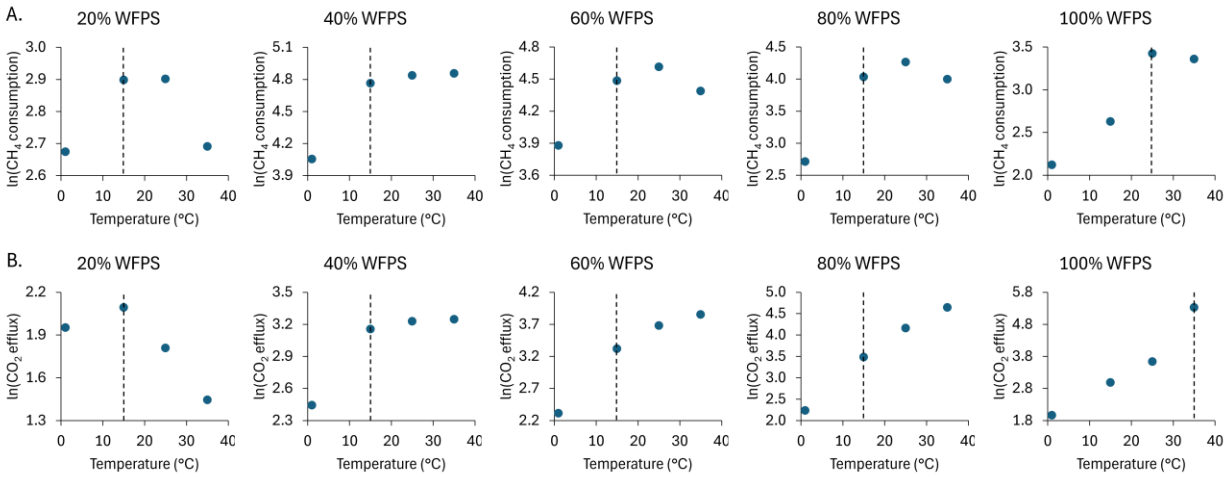 A.
20% WFPS
40% WFPS
60% WFPS
80% WFPS
100% WFPS
ln(CH₄ consumption)
3.0
2.9
2.8
2.7
2.6
0 10 20 30 40
Temperature (°C)
ln(CH₄ consumption)
5.1
4.8
4.5
4.2
3.9
0 10 20 30 40
Temperature (°C)
ln(CH₄ consumption)
4.8
4.5
4.2
3.9
3.6
0 10 20 30 40
Temperature (°C)
ln(CH₄ consumption)
4.5
4.0
3.5
3.0
2.5
0 10 20 30 40
Temperature (°C)
ln(CH₄ consumption)
3.5
3.0
2.5
2.0
0 10 20 30 40
Temperature (°C)
B.
20% WFPS
40% WFPS
60% WFPS
80% WFPS
100% WFPS
ln(CO₂ efflux)
2.2
1.9
1.6
1.3
0 10 20 30 40
Temperature (°C)
ln(CO₂ efflux)
3.5
3.2
2.9
2.6
2.3
0 10 20 30 40
Temperature (°C)
ln(CO₂ efflux)
4.2
3.7
3.2
2.7
2.2
0 10 20 30 40
Temperature (°C)
ln(CO₂ efflux)
5.0
4.5
4.0
3.5
3.0
2.5
2.0
0 10 20 30 40
Temperature (°C)
ln(CO₂ efflux)
5.8
4.8
3.8
2.8
1.8
0 10 20 30 40
Temperature (°C)